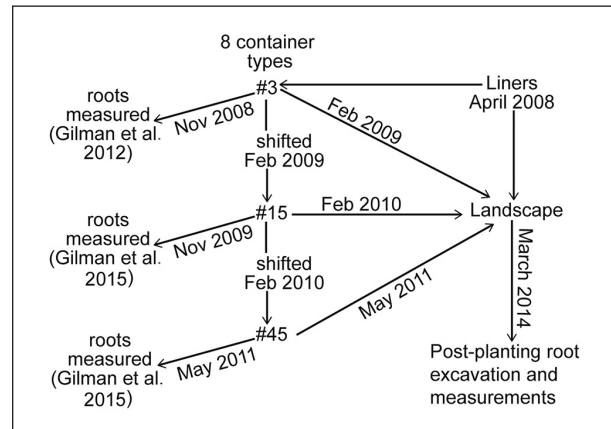 8 container
types
#3
Liners
April 2008
roots
measured
(Gilman et al.
2012)
Nov 2008
Feb 2009
shifted
Feb 2009
#15
Feb 2010
Landscape
roots
measured
(Gilman et al.
2015)
Nov 2009
shifted
Feb 2010
May 2011
March 2014
#45
roots
measured
(Gilman et al.
2015)
May 2011
Post-planting root
excavation and
measurements